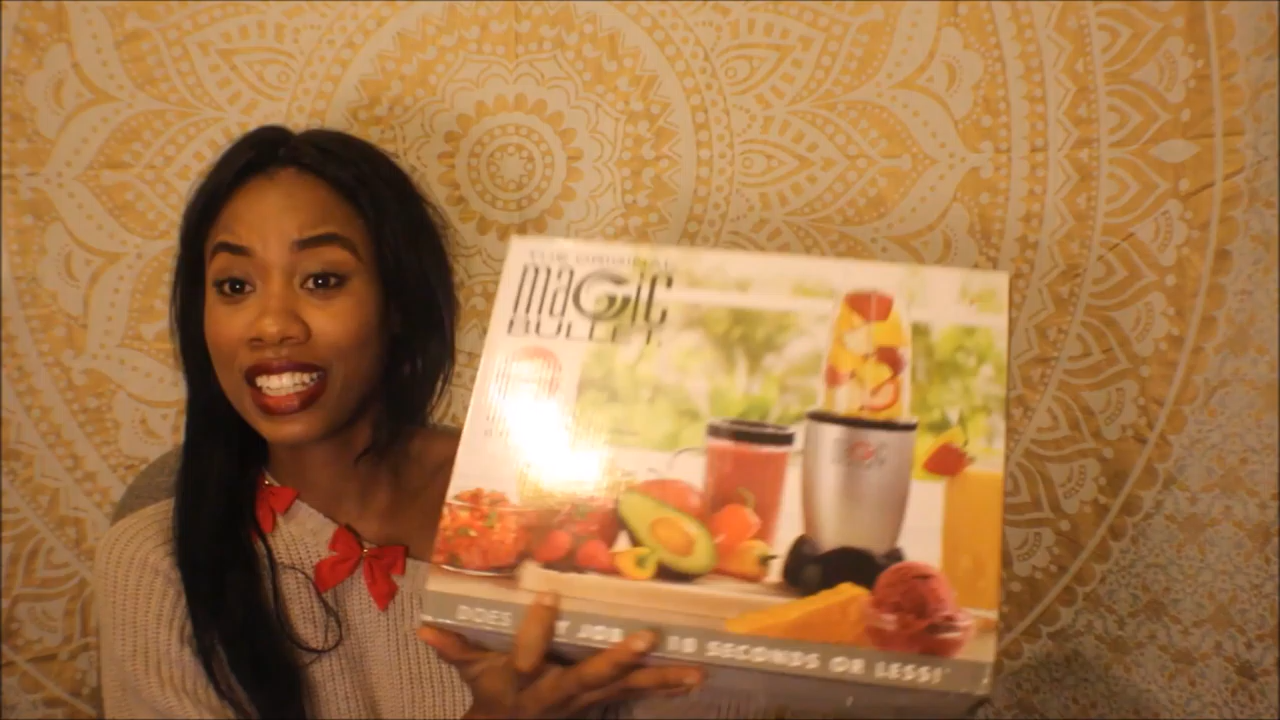 THE ORIGINAL
magic
BULLET
DOES JOB 10 SECONDS OR LESS!